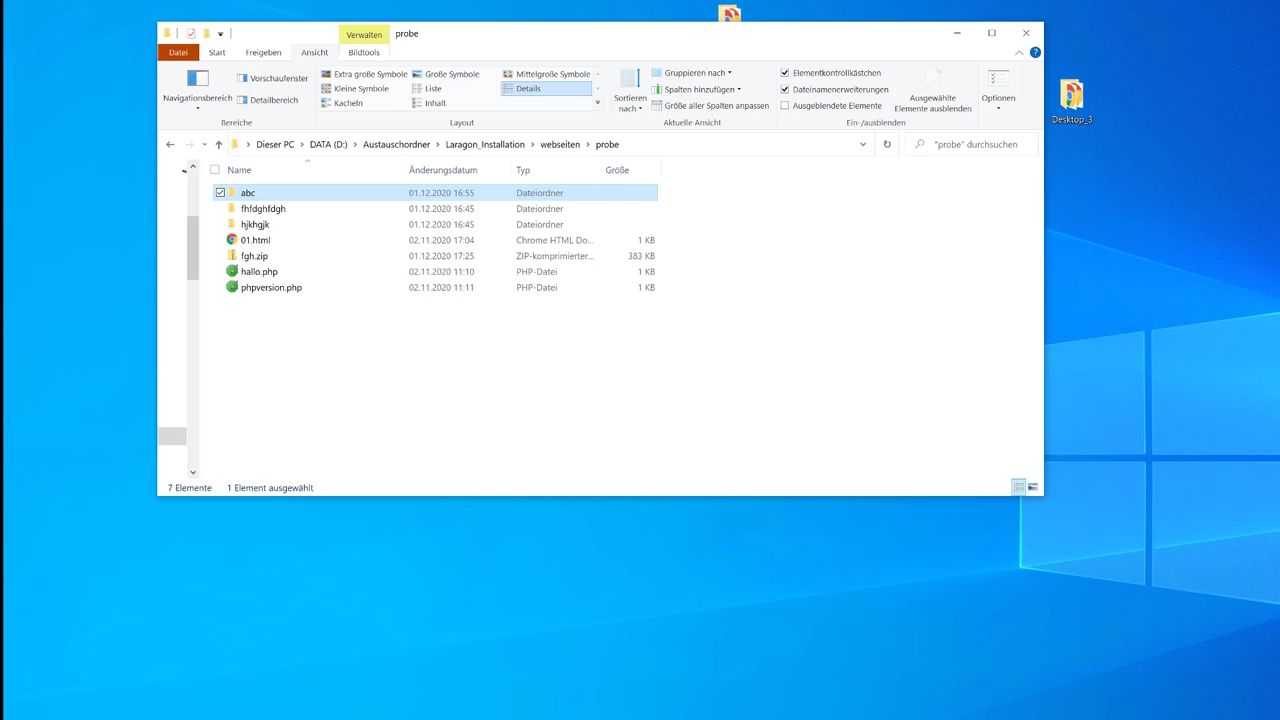 Verwalten
probe
Datei
Start
Freigeben
Ansicht
Bildtools
Navigationsbereich
Vorschaufenster
Detailbereich
Bereiche
Extra große Symbole
Große Symbole
Mittelgroße Symbole
Kleine Symbole
Liste
Details
Kacheln
Inhalt
Layout
Sortieren
nach
Gruppieren nach
Spalten hinzufügen
Größe aller Spalten anpassen
Aktuelle Ansicht
Elementkontrollkästchen
Dateinamenerweiterungen
Ausgeblendete Elemente
Ausgewählte
Elemente ausblenden
Ein-/ausblenden
Optionen
Desktop_3
Dieser PC > DATA (D:) > Austauschordner > Laragon_Installation > webseiten > probe
"probe" durchsuchen
Name Änderungsdatum Typ Größe
abc 01.12.2020 16:55 Dateiordner
fhfdghfdgh 01.12.2020 16:45 Dateiordner
hjkhgjk 01.12.2020 16:45 Dateiordner
01.html 02.11.2020 17:04 Chrome HTML Do... 1 KB
fgh.zip 01.12.2020 17:25 ZIP-komprimierter... 383 KB
hallo.php 02.11.2020 11:10 PHP-Datei 1 KB
phpversion.php 02.11.2020 11:11 PHP-Datei 1 KB
7 Elemente 1 Element ausgewählt